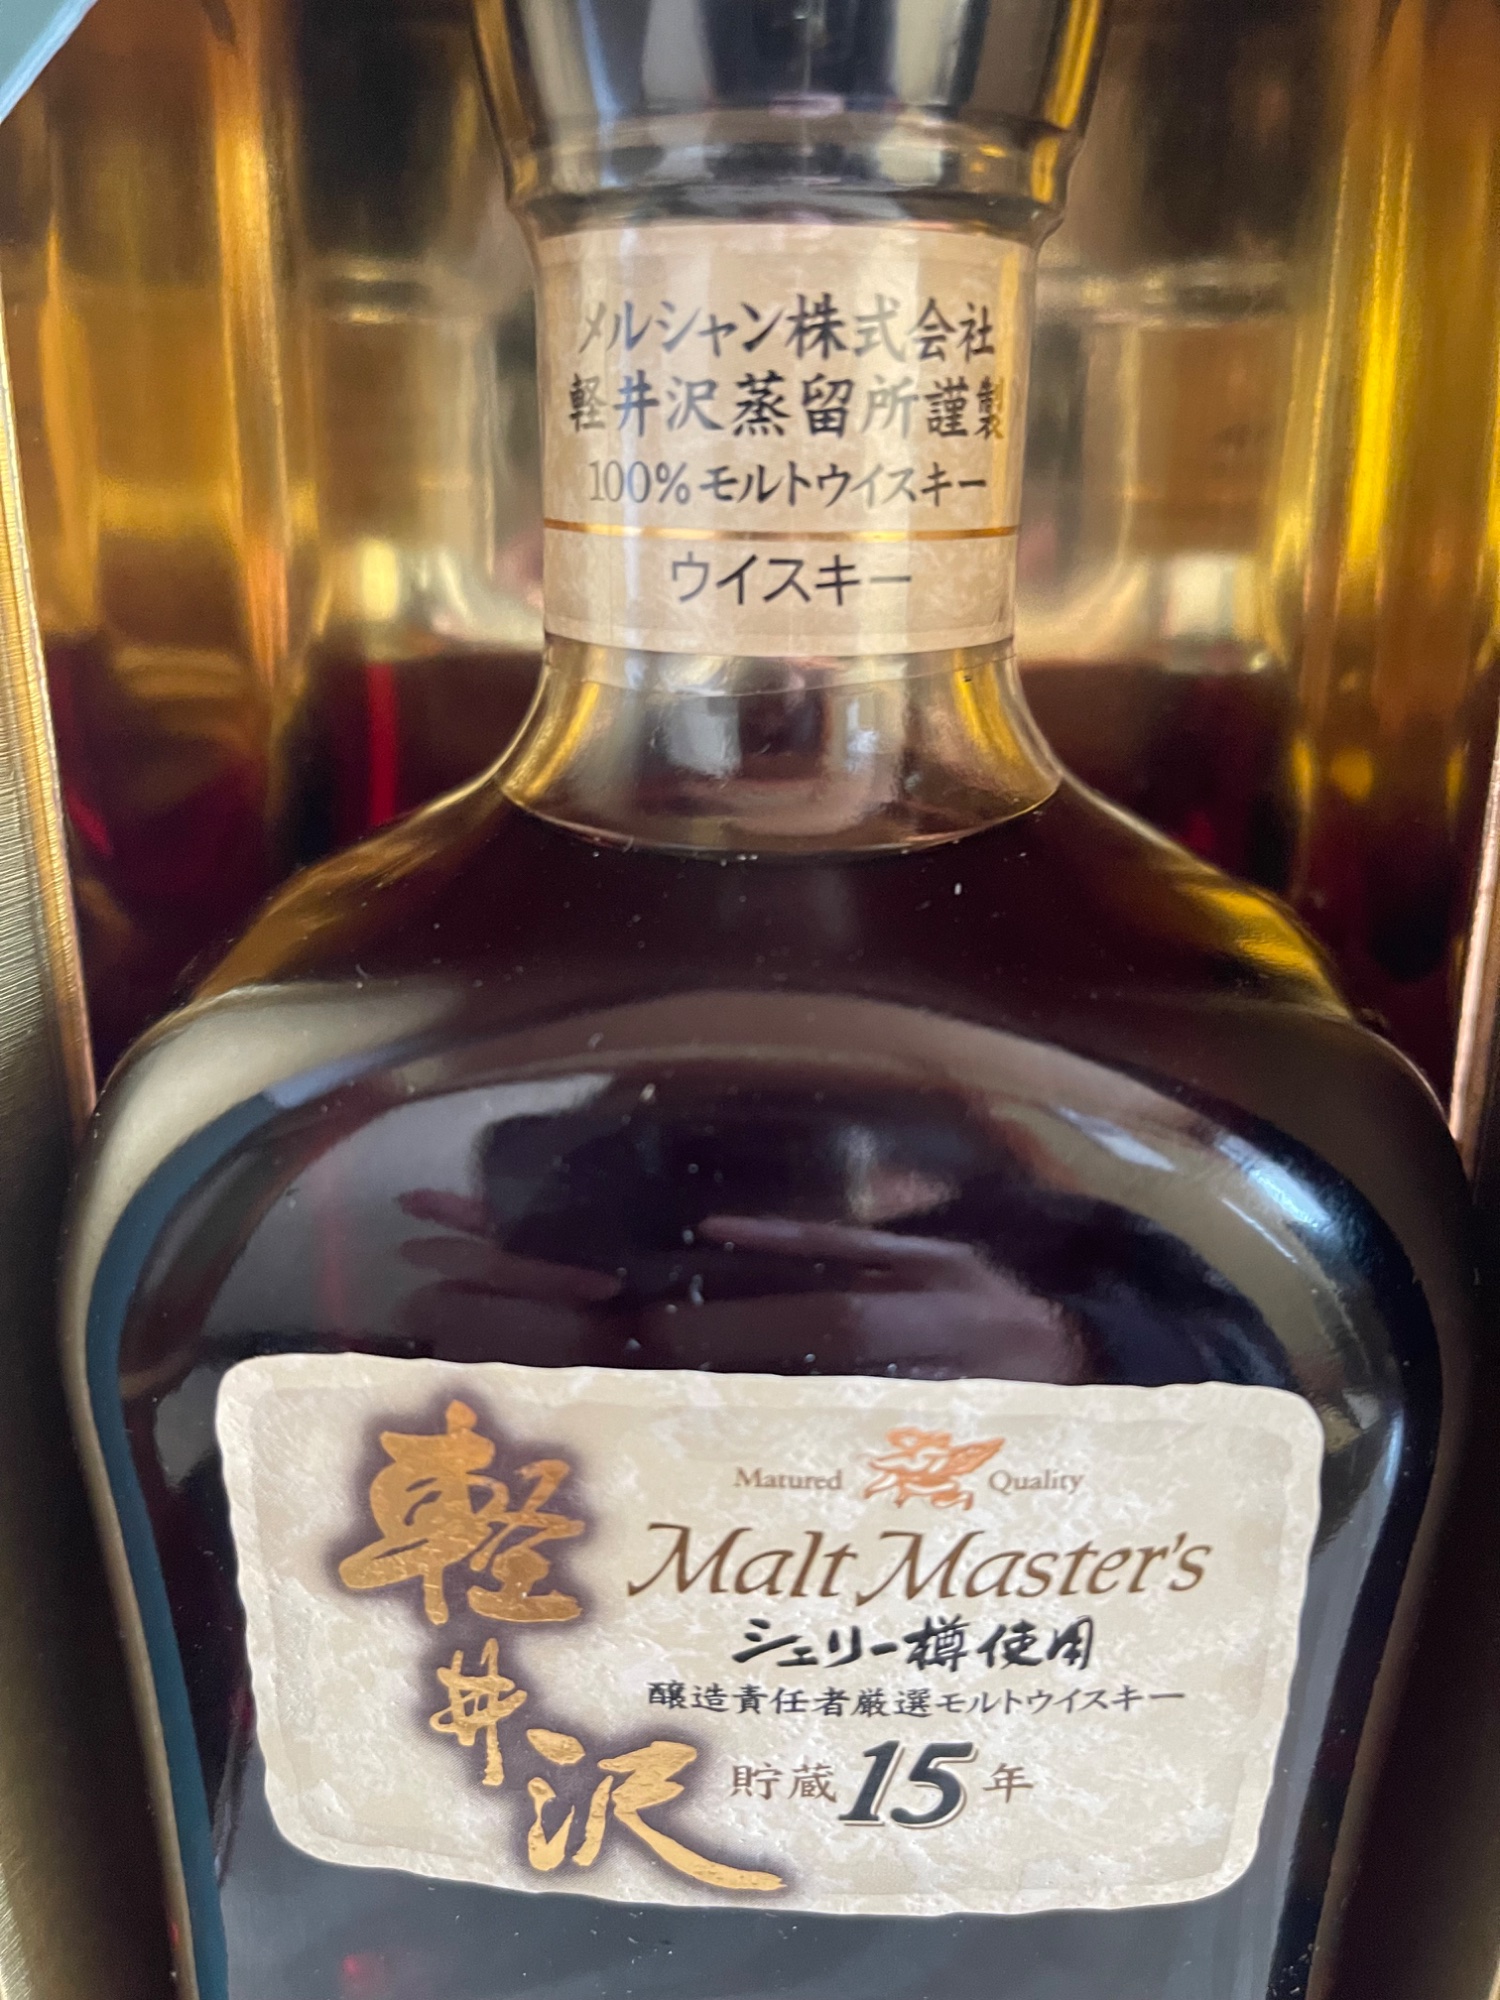 メルシャン株式会社
軽井沢蒸留所謹製
100%モルトウイスキー
ウイスキー
軽井沢
Matured Quality
Malt Master's
シェリー樽使用
醸造責任者厳選モルトウイスキー
貯蔵15年